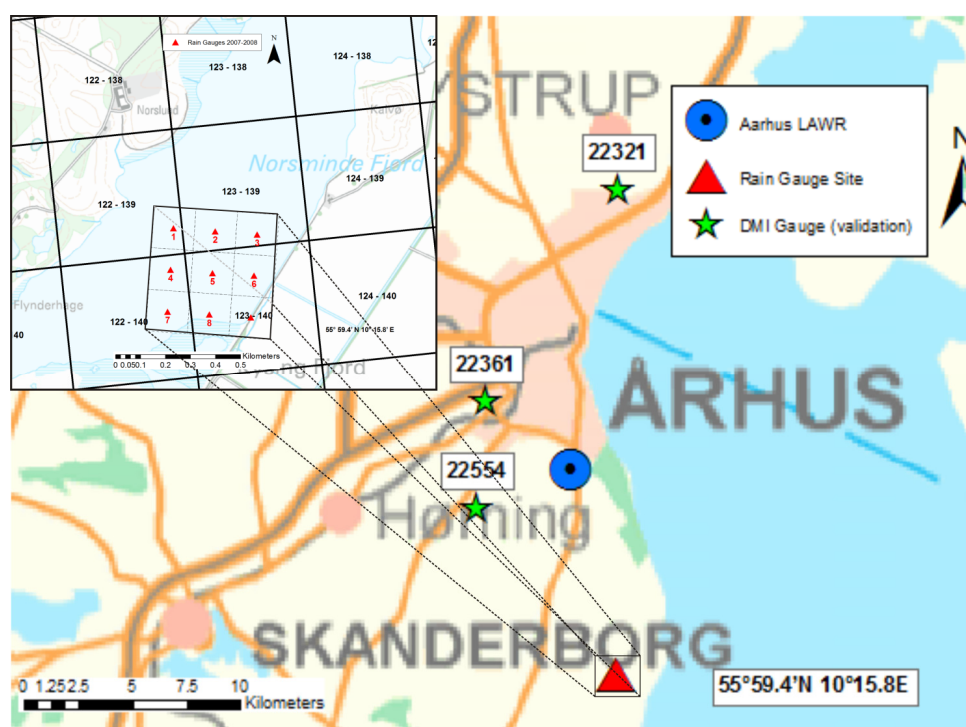 Rain Gauges 2007-2008
N
122 - 138
123 - 138
124 - 138
Norslund
Kalvø
Norsminde Fjord
122 - 139
123 - 139
124 - 139
1
2
3
4
5
6
7
8
Flynderhage
122 - 140
123 - 140
124 - 140
40
55° 59.4' N 10°15.8' E
Kilometers
0 0.050.1 0.2 0.3 0.4 0.5
Fjord
YSTRUP
22321
Aarhus LAWR
Rain Gauge Site
DMI Gauge (validation)
N
22361
ÅRHUS
22554
Hørning
SKANDERBORG
0 1.252.5 5 7.5 10
Kilometers
55°59.4'N 10°15.8E